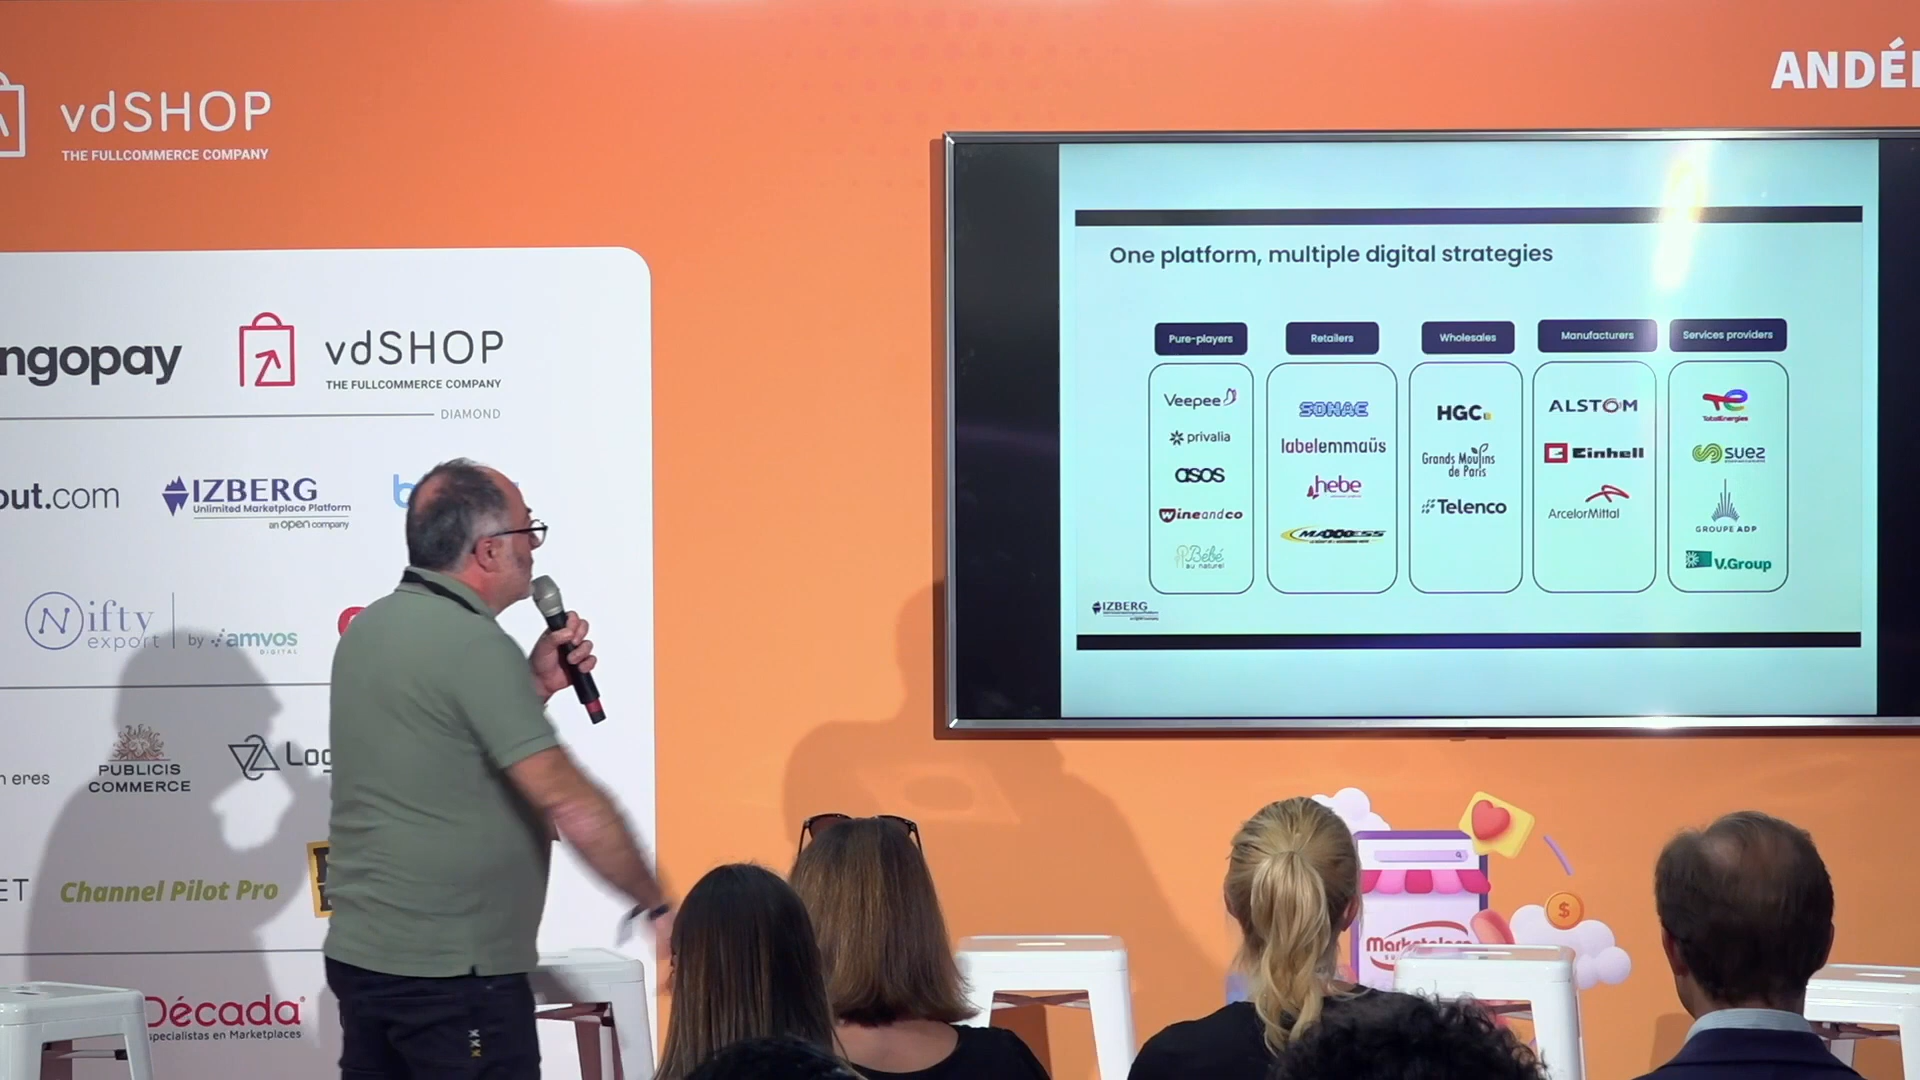 vdSHOP
THE FULLCOMMERCE COMPANY
ANDÉ
ngopay
vdSHOP
THE FULLCOMMERCE COMPANY
DIAMOND
out.com
IZBERG
Unlimited Marketplace Platform
an open company
b
Nifty
export
by amvos
DIGITAL
n eres
PUBLICIS
COMMERCE
Log
ET
Channel Pilot Pro
Década
specialistas en Marketplaces
One platform, multiple digital strategies
Pure-players
Veepee
privalia
asos
Wineandco
Bébé
au naturel
Retailers
SONAE
labelemmaüs
hebe
MAXXESS
Wholesales
HGC
Grands Moulins
de Paris
Telenco
Manufacturers
ALSTOM
Einhell
ArcelorMittal
Services providers
TotalEnergies
suez
GROUPE ADP
V.Group
IZBERG
$